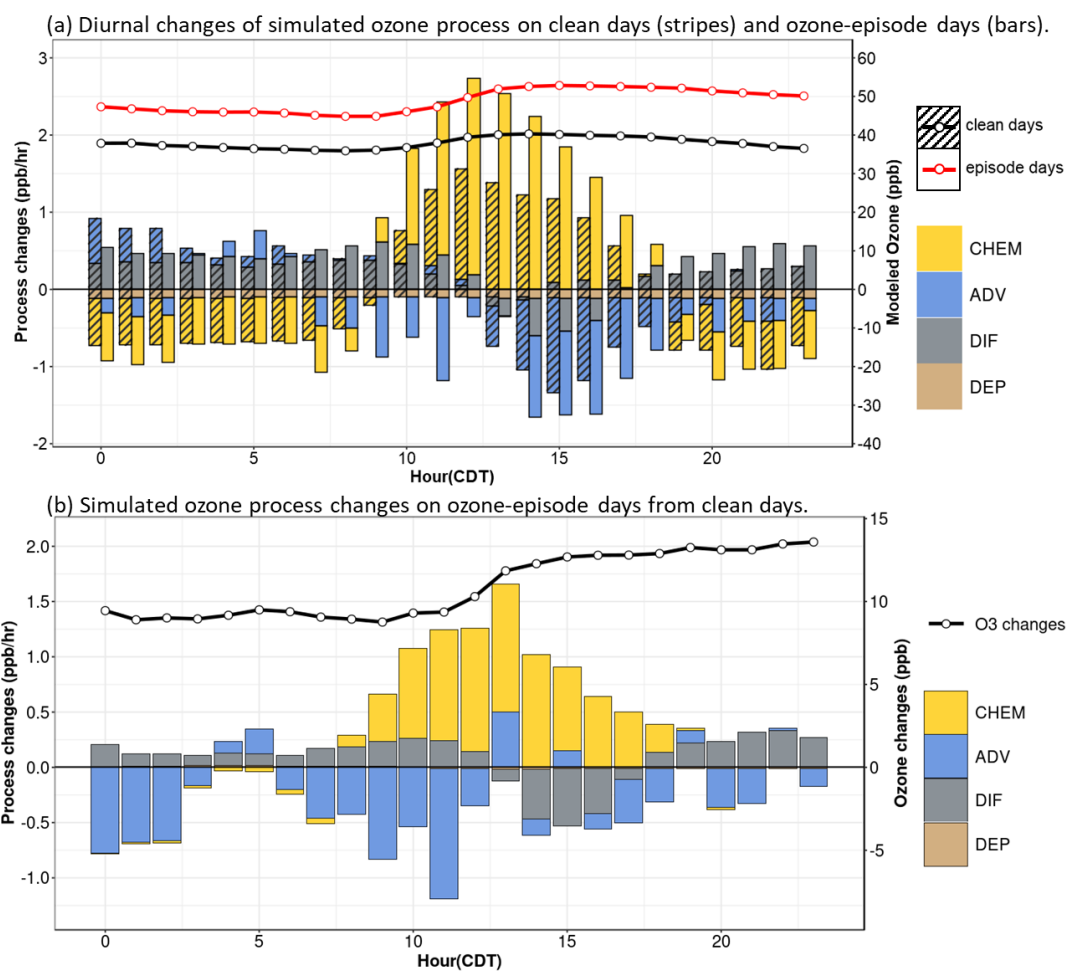 (a) Diurnal changes of simulated ozone process on clean days (stripes) and ozone-episode days (bars).
3
2
1
0
-1
-2
Process changes (ppb/hr)
60
50
40
30
20
10
0
-10
-20
-30
-40
Modeled Ozone (ppb)
0 5 10 15 20
Hour(CDT)
clean days
episode days
CHEM
ADV
DIF
DEP
(b) Simulated ozone process changes on ozone-episode days from clean days.
2.0
1.5
1.0
0.5
0.0
-0.5
-1.0
Process changes (ppb/hr)
15
10
5
0
-5
Ozone changes (ppb)
0 5 10 15 20
Hour(CDT)
O3 changes
CHEM
ADV
DIF
DEP